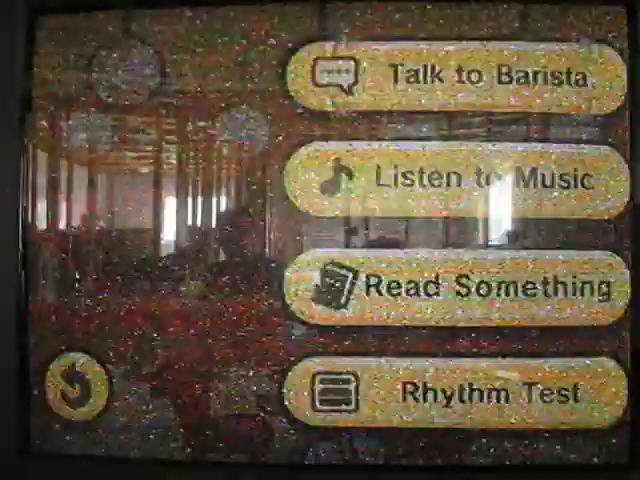 Talk to Barista
Listen to Music
Read Something
Rhythm Test